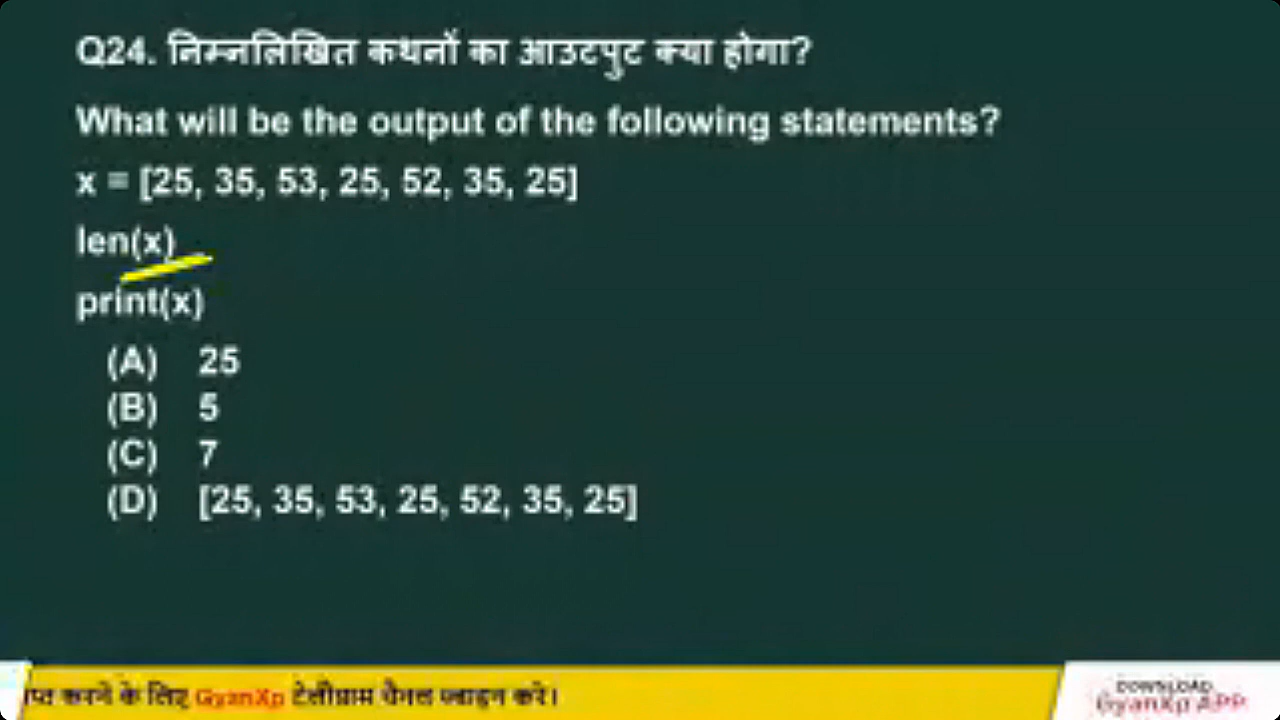 Q24. निम्नलिखित कथनों का आउटपुट क्या होगा?
What will be the output of the following statements?
x = [25, 35, 53, 25, 52, 35, 25]
len(x)
print(x)
(A) 25
(B) 5
(C) 7
(D) [25, 35, 53, 25, 52, 35, 25]
करने के लिए GyanXp टेलीग्राम चैनल ज्वाइन करे।
DOWNLOAD
GyanXp APP